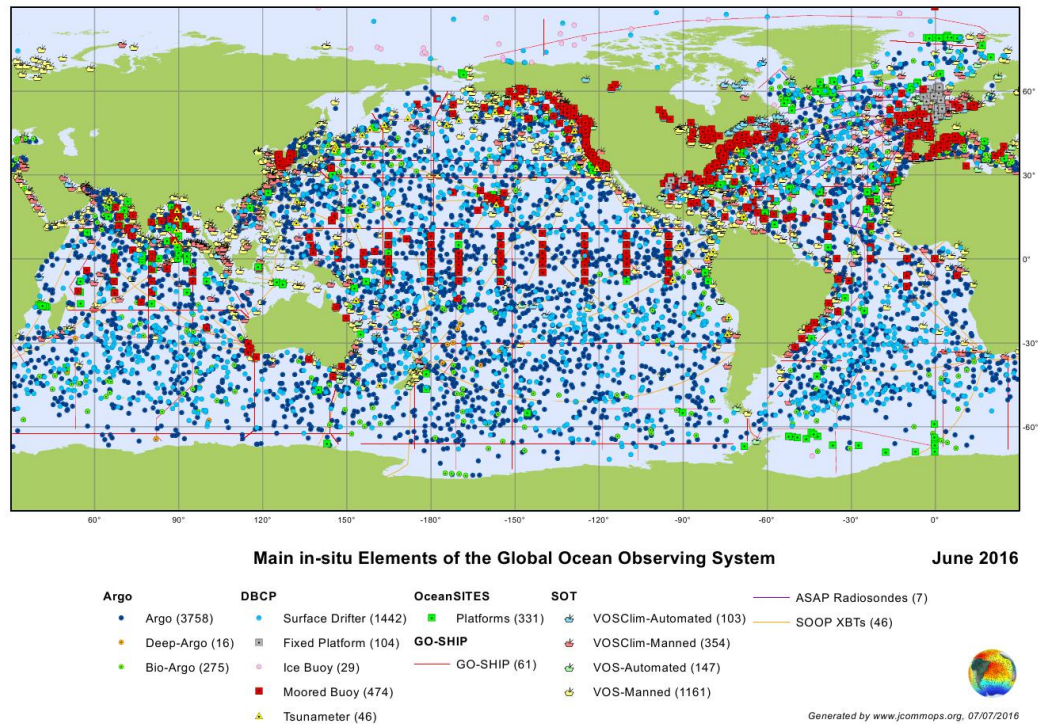 60°
30°
0°
-30°
-60°
60° 90° 120° 150° -180° -150° -120° -90° -60° -30° 0°
Main in-situ Elements of the Global Ocean Observing System June 2016
Argo
Argo (3758)
Deep-Argo (16)
Bio-Argo (275)
DBCP
Surface Drifter (1442)
Fixed Platform (104)
Ice Buoy (29)
Moored Buoy (474)
Tsunameter (46)
OceanSITES
Platforms (331)
GO-SHIP
GO-SHIP (61)
SOT
VOSClim-Automated (103)
VOSClim-Manned (354)
VOS-Automated (147)
VOS-Manned (1161)
ASAP Radiosondes (7)
SOOP XBTs (46)
Generated by www.jcommops.org, 07/07/2016